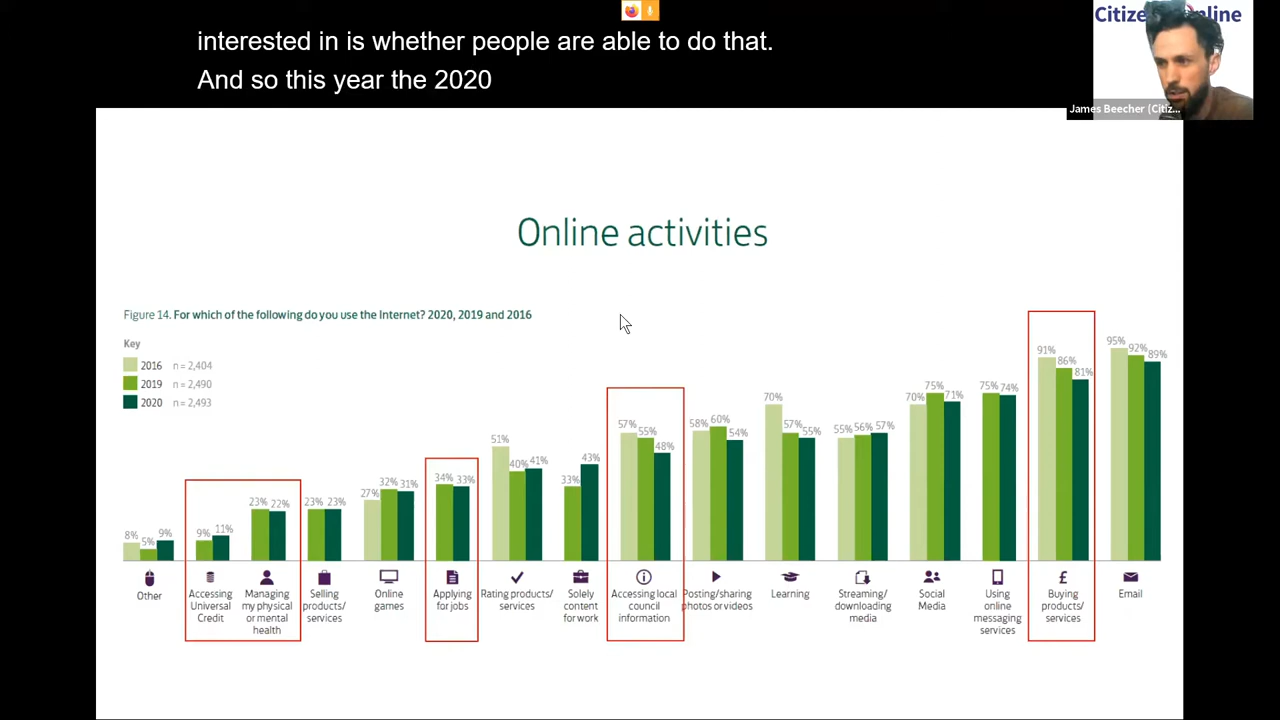 interested in is whether people are able to do that.
And so this year the 2020
James Beecher (Citiz...
Online activities
Figure 14. For which of the following do you use the Internet? 2020, 2019 and 2016
Key
2016 n = 2,404
2019 n = 2,490
2020 n = 2,493
8% 5% 9%
9% 11%
23% 22%
23% 23%
27% 32% 31%
34% 33%
51% 40% 41%
33% 43%
57% 55% 48%
58% 60% 54%
70% 57% 55%
55% 56% 57%
70% 75% 71%
75% 74%
91% 86% 81%
95% 92% 89%
Other
Accessing
Universal
Credit
Managing
my physical
or mental
health
Selling
products/
services
Online
games
Applying
for jobs
Rating products/
services
Solely
content
for work
Accessing local
council
information
Posting/sharing
photos or videos
Learning
Streaming/
downloading
media
Social
Media
Using
online
messaging
services
£
Buying
products/
services
Email